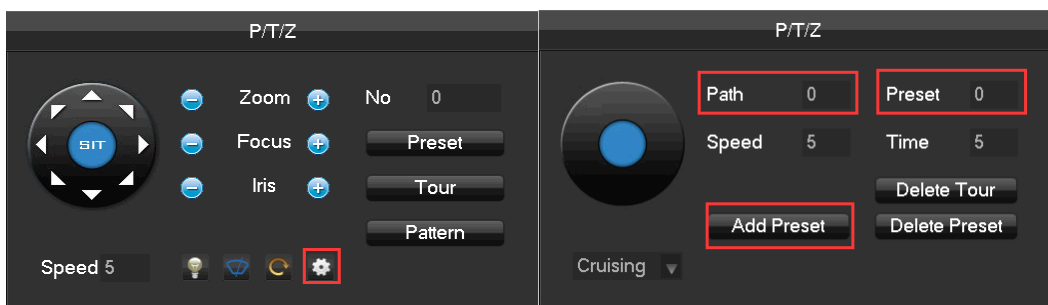 P/T/Z
Zoom No 0
SIT Focus Preset
Iris Tour
Pattern
Speed 5
P/T/Z
Path 0 Preset 0
Speed 5 Time 5
Delete Tour
Add Preset Delete Preset
Cruising